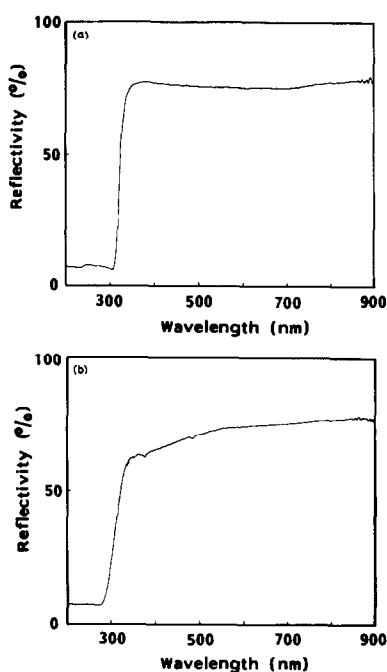 (a)
100
50
0
Reflectivity (%)
300 500 700 900
Wavelength (nm)
(b)
100
50
0
Reflectivity (%)
300 500 700 900
Wavelength (nm)